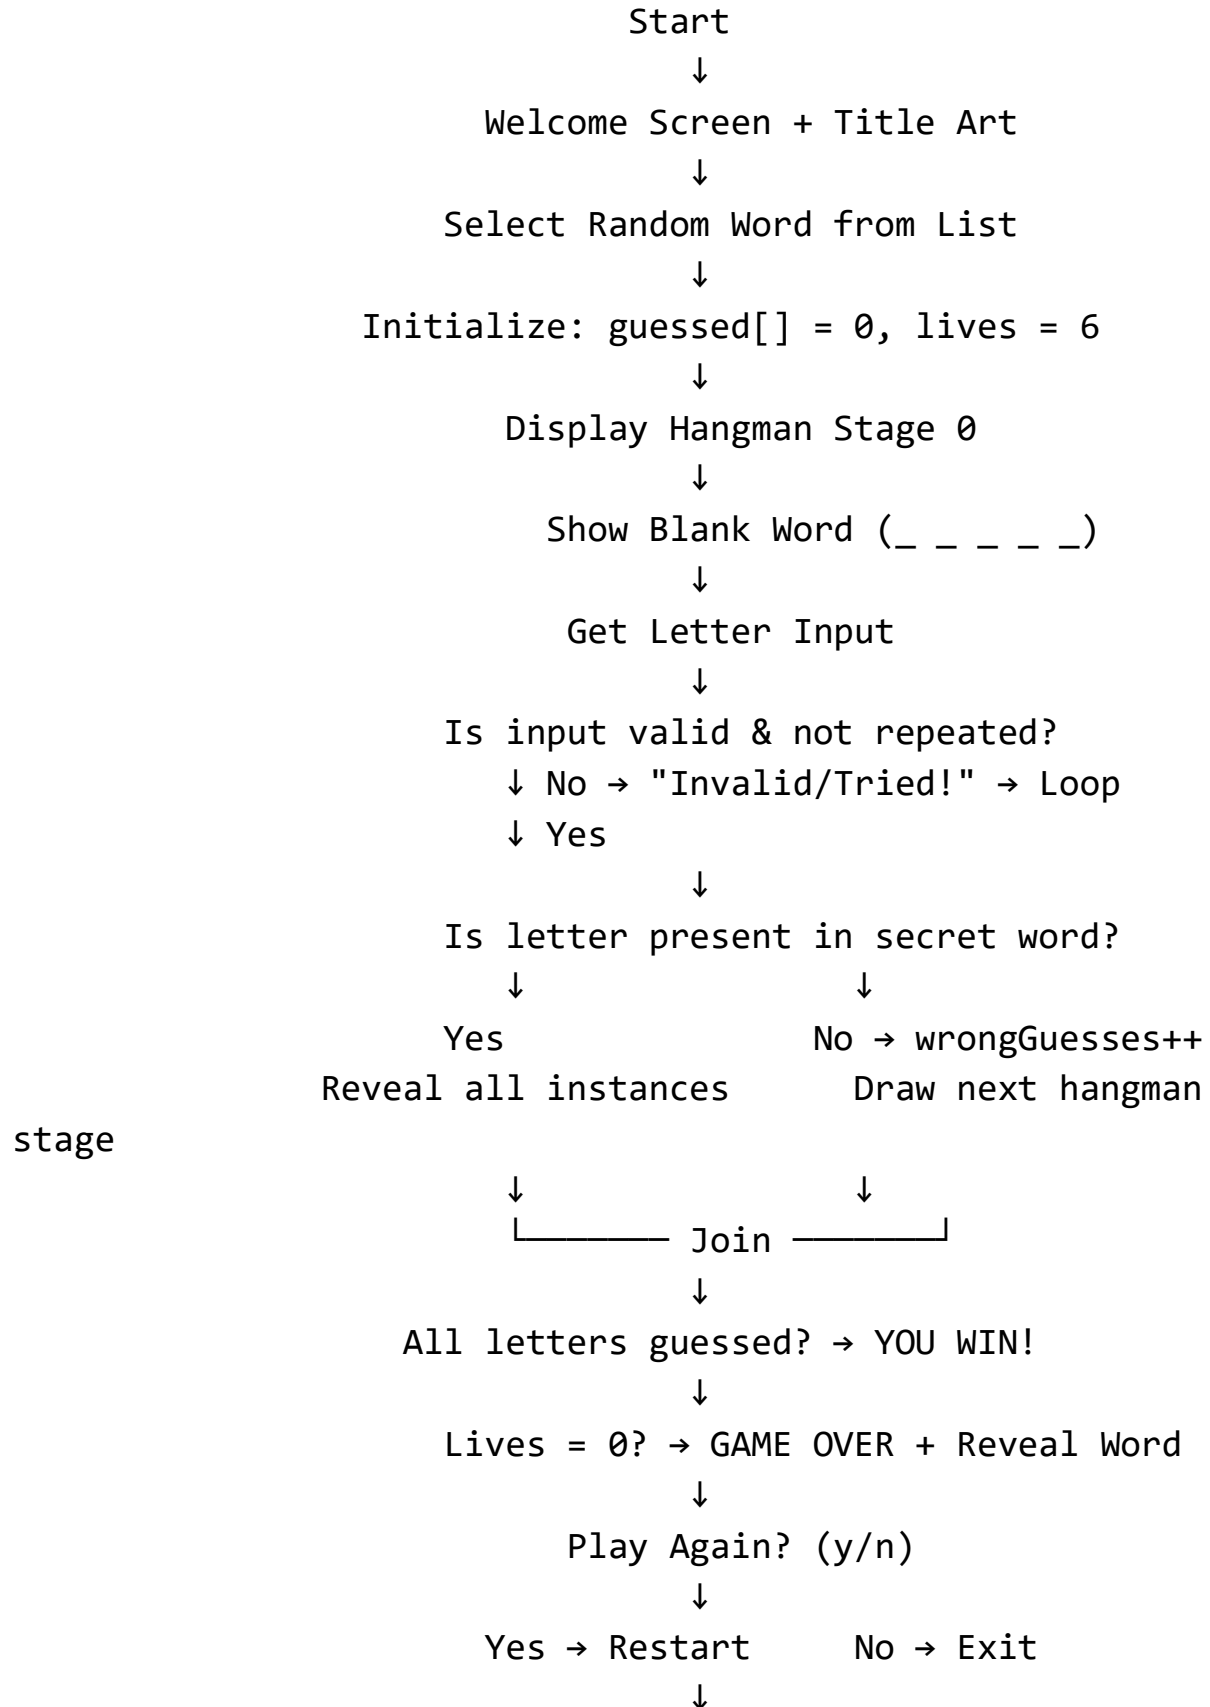 Start
↓
Welcome Screen + Title Art
↓
Select Random Word from List
↓
Initialize: guessed[] = 0, lives = 6
↓
Display Hangman Stage 0
↓
Show Blank Word (_ _ _ _ _)
↓
Get Letter Input
↓
Is input valid & not repeated?
↓ No → "Invalid/Tried!" → Loop
↓ Yes
↓
Is letter present in secret word?
↓ ↓
Yes No → wrongGuesses++
Reveal all instances Draw next hangman
stage
↓ ↓
└─────── Join ───────┘
↓
All letters guessed? → YOU WIN!
↓
Lives = 0? → GAME OVER + Reveal Word
↓
Play Again? (y/n)
↓
Yes → Restart No → Exit
↓